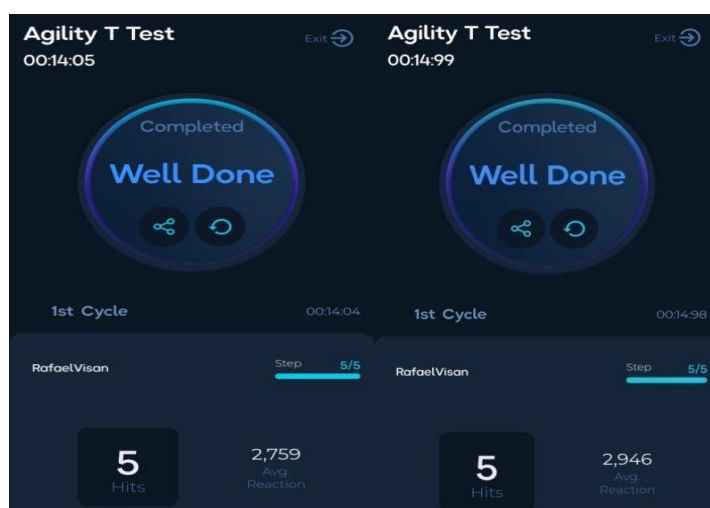 Agility T Test
Exit
00:14:05
Completed
Well Done
1st Cycle
00:14:04
RafaelVisan
Step 5/5
5
Hits
2,759
Avg.
Reaction
Agility T Test
Exit
00:14:99
Completed
Well Done
1st Cycle
00:14:98
RafaelVisan
Step 5/5
5
Hits
2,946
Avg.
Reaction